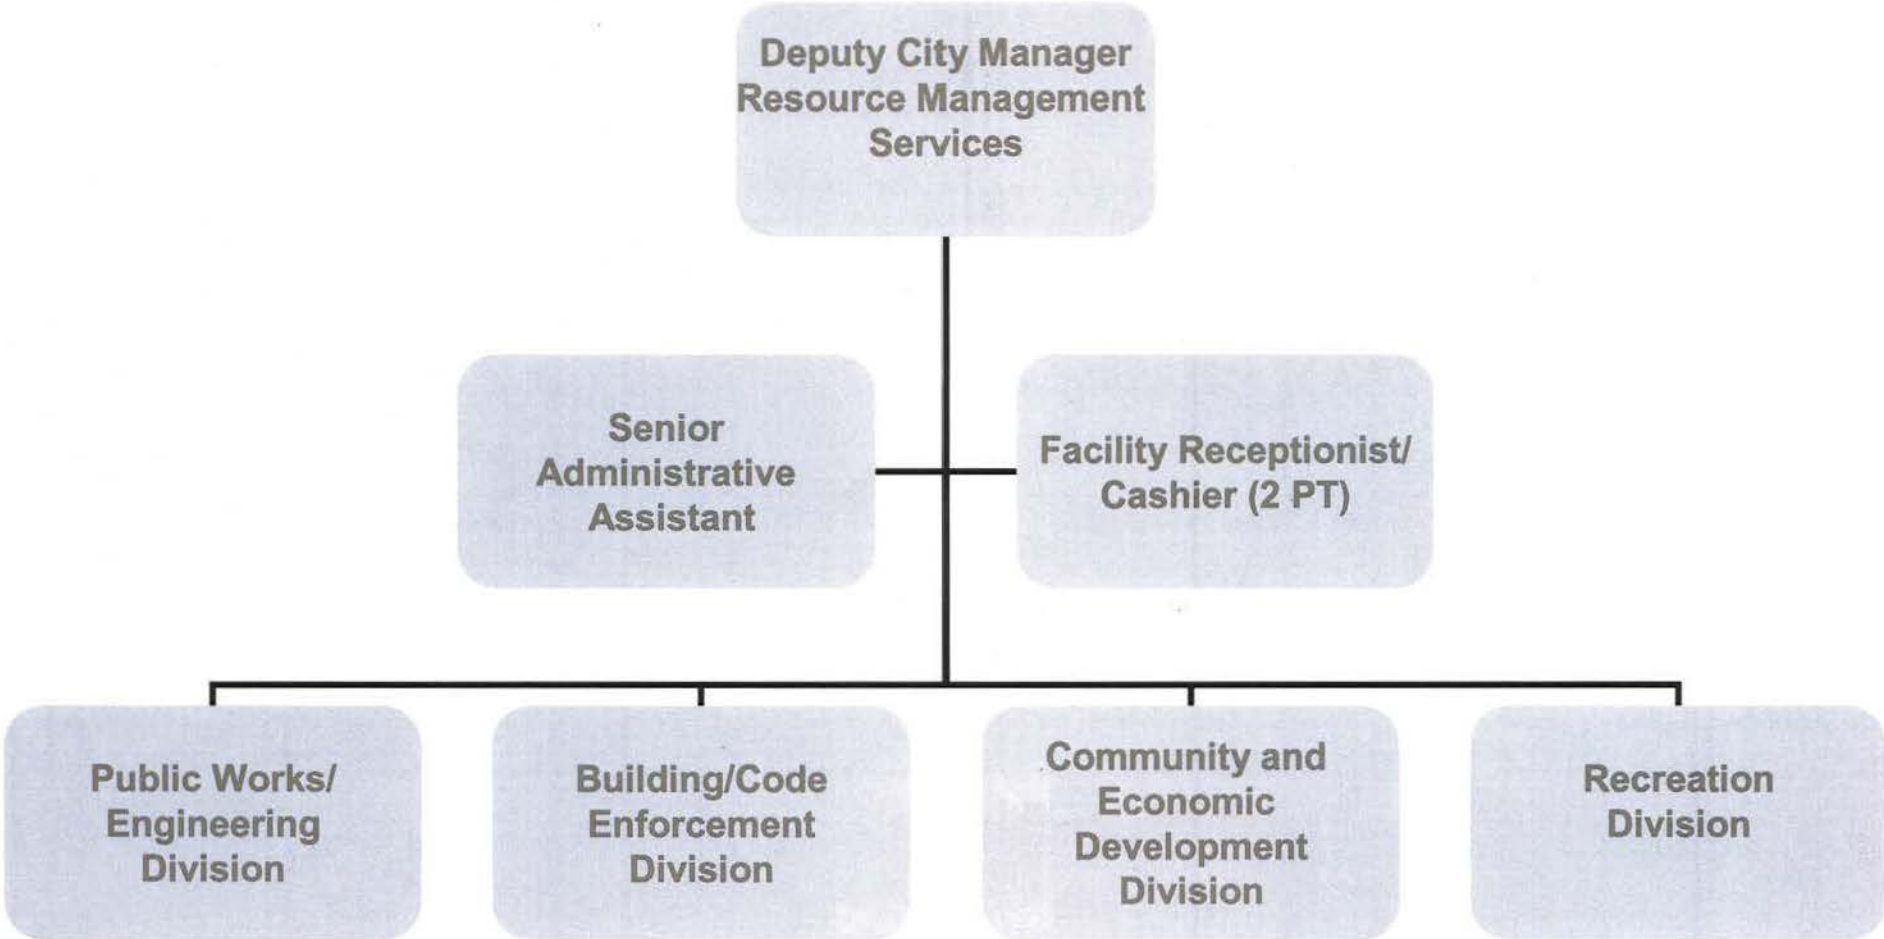 Deputy City Manager
Resource Management
Services
Senior
Administrative
Assistant
Facility Receptionist/
Cashier (2 PT)
Public Works/
Engineering
Division
Building/Code
Enforcement
Division
Community and
Economic
Development
Division
Recreation
Division